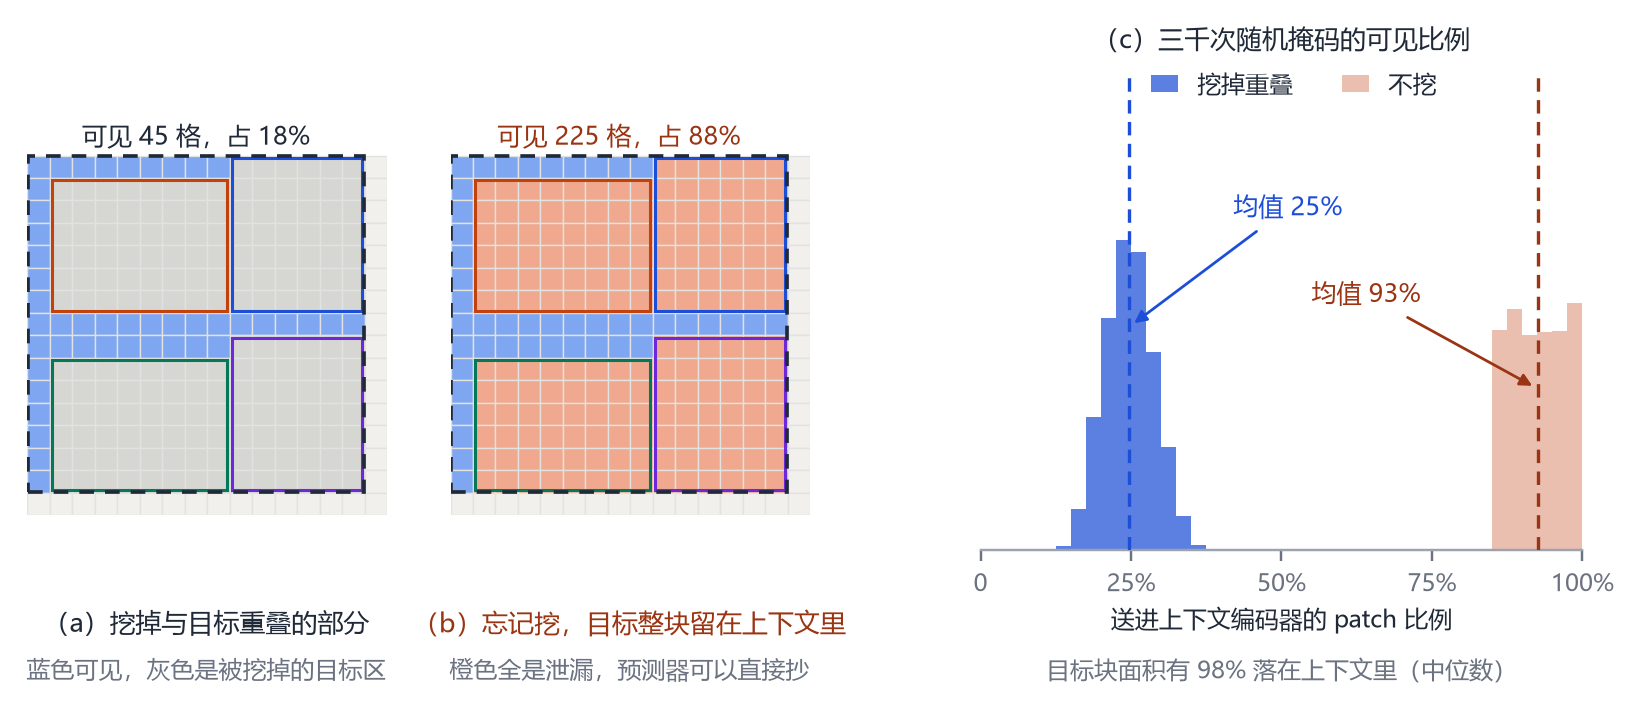 可见 45 格，占 18%
（a）挖掉与目标重叠的部分
蓝色可见，灰色是被挖掉的目标区
可见 225 格，占 88%
（b）忘记挖，目标整块留在上下文里
橙色全是泄漏，预测器可以直接抄
（c）三千次随机掩码的可见比例
挖掉重叠
不挖
均值 25%
均值 93%
0
25%
50%
75%
100%
送进上下文编码器的 patch 比例
目标块面积有 98% 落在上下文里（中位数）